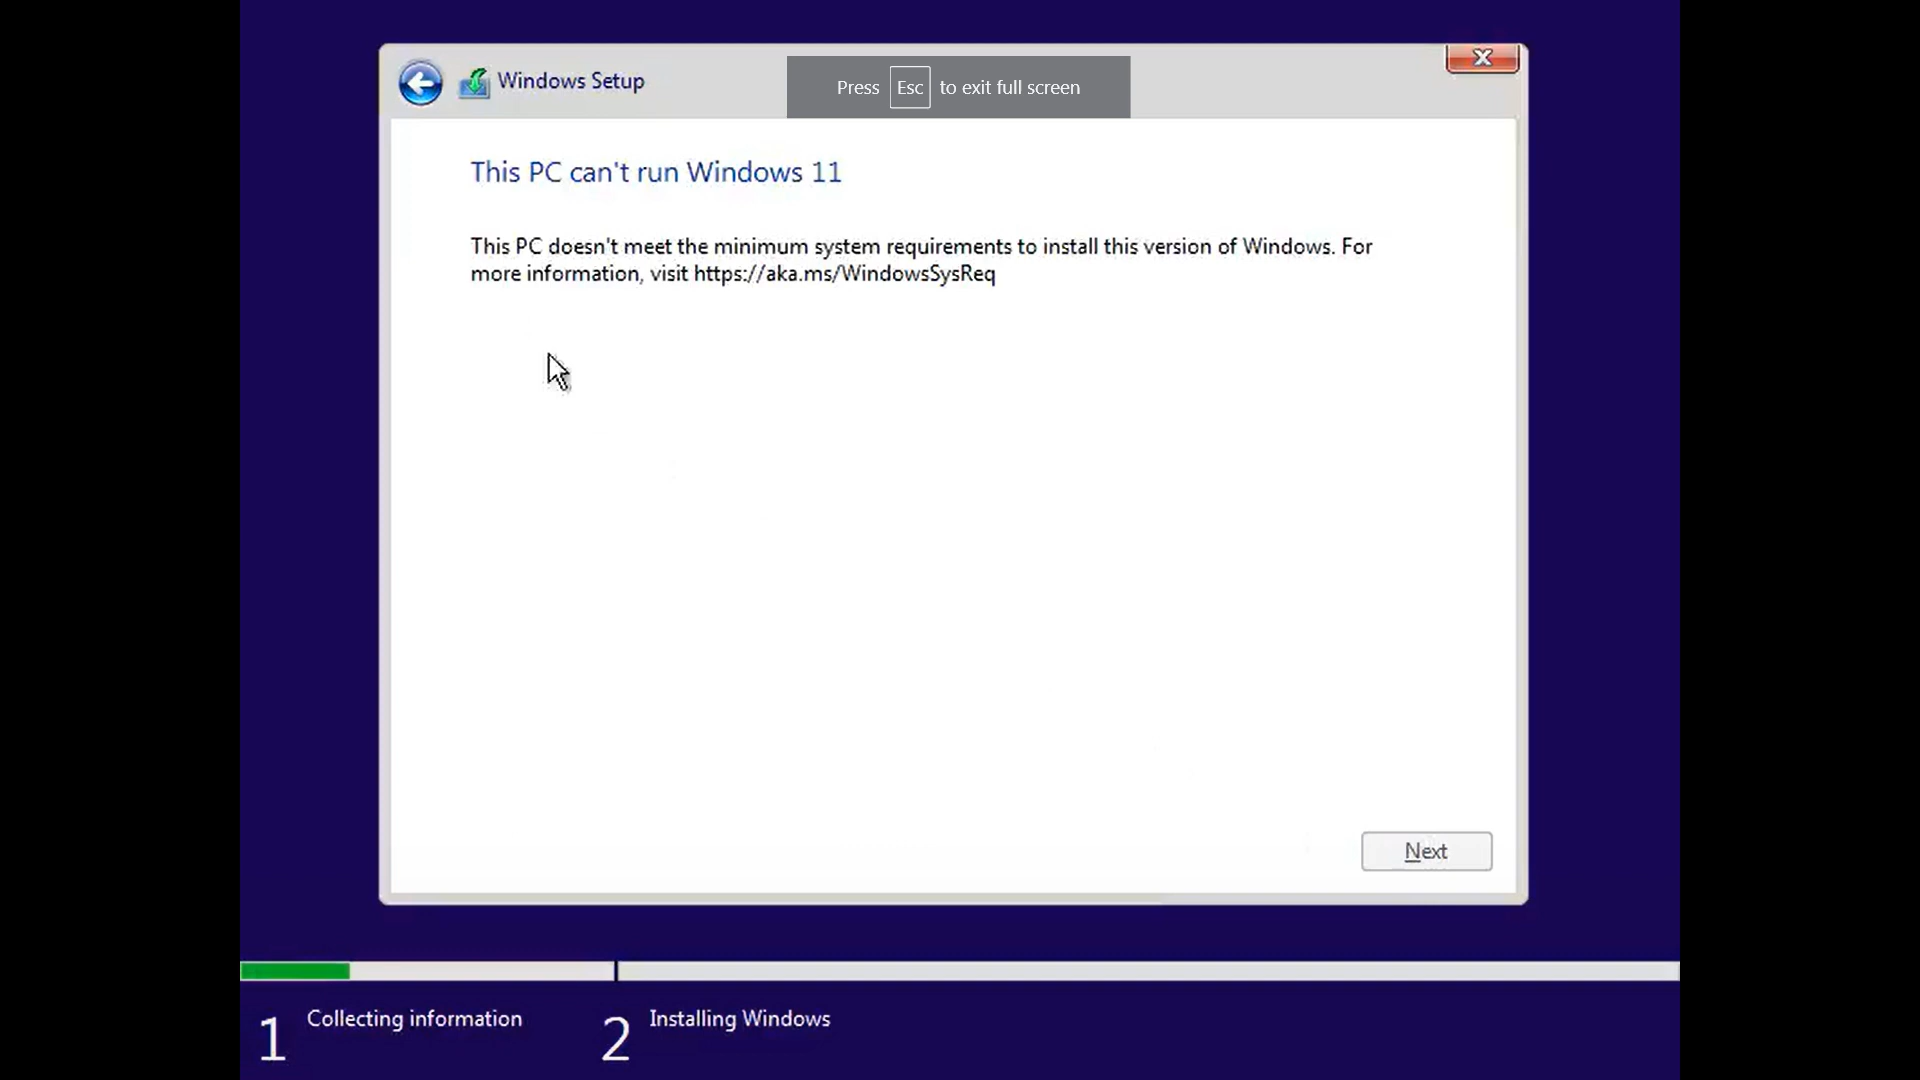 Windows Setup
Press Esc to exit full screen
This PC can't run Windows 11
This PC doesn't meet the minimum system requirements to install this version of Windows. For
more information, visit https://aka.ms/WindowsSysReq
Next
1 Collecting information
2 Installing Windows